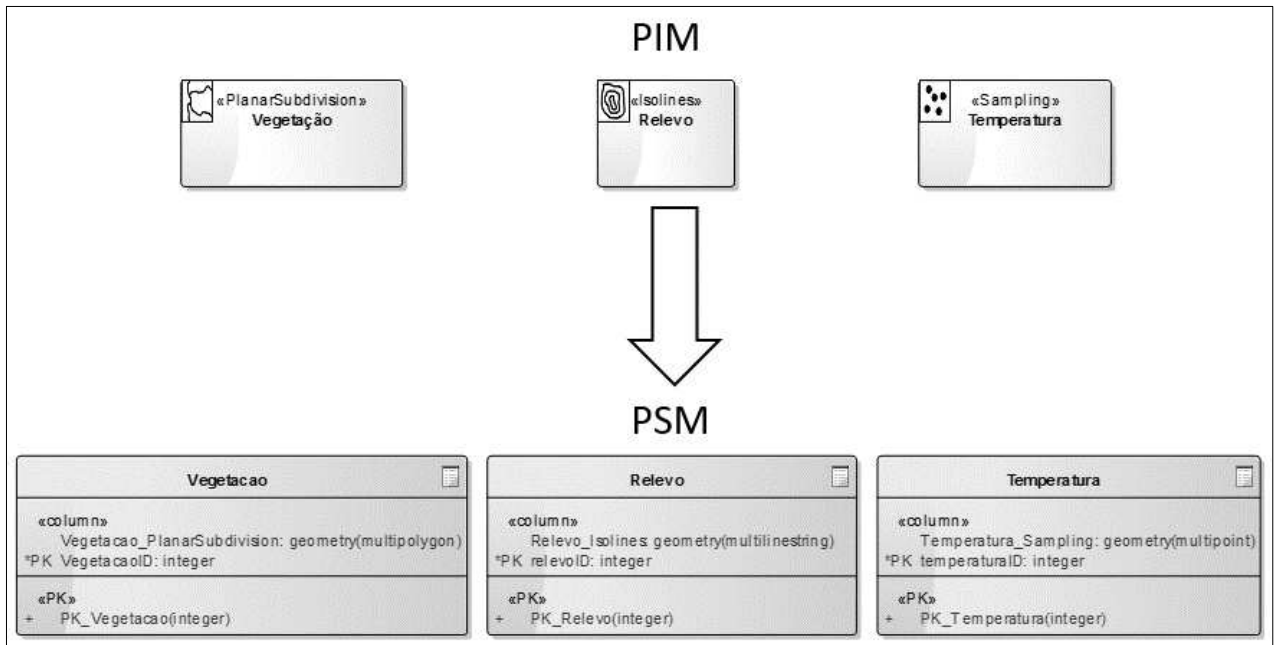 PIM
«PlanarSubdivision»
Vegetação
«Isolines»
Relevo
«Sampling»
Temperatura
PSM
Vegetacao
«column»
Vegetacao_PlanarSubdivision: geometry(multipolygon)
*PK VegetacaoID: integer
«PK»
+ PK_Vegetacao(integer)
Relevo
«column»
Relevo_Isolines: geometry(multilinestring)
*PK relevoID: integer
«PK»
+ PK_Relevo(integer)
Temperatura
«column»
Temperatura_Sampling: geometry(multipoint)
*PK temperaturaID: integer
«PK»
+ PK_Temperatura(integer)